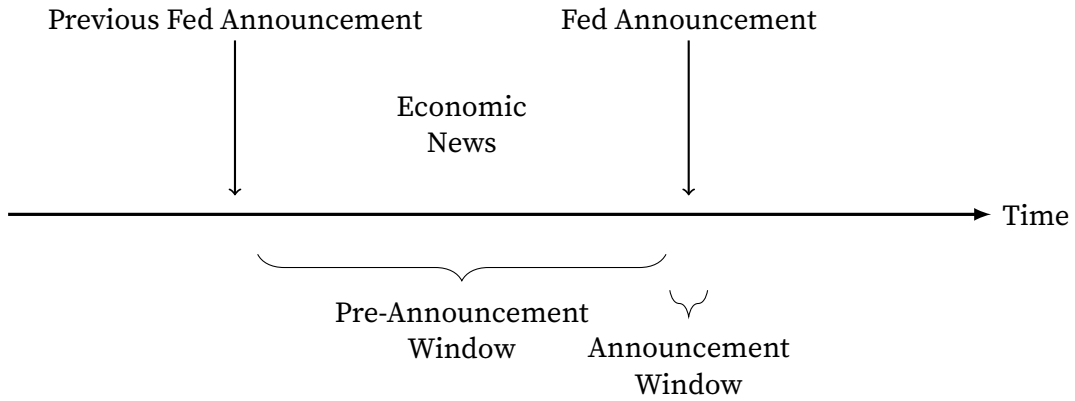 Previous Fed Announcement
Fed Announcement
Economic
News
Time
Pre-Announcement
Window
Announcement
Window